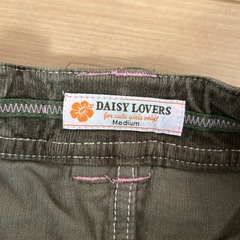 DAISY LOVERS
for cute girls only!
Medium